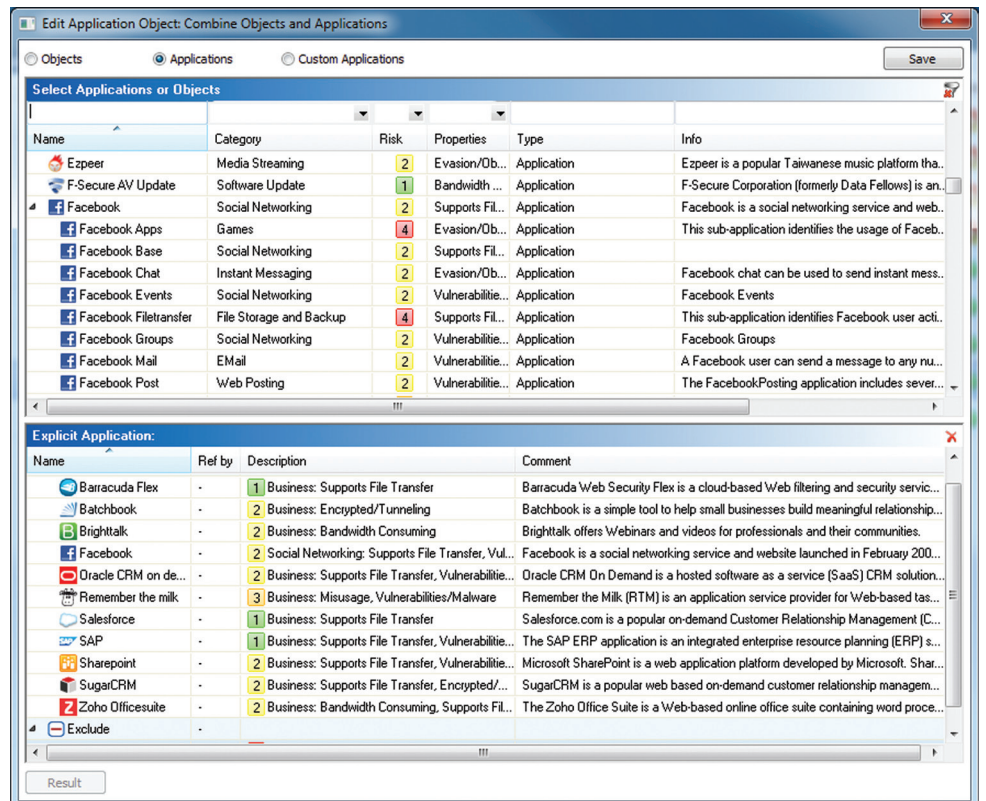 Edit Application Object: Combine Objects and Applications
Objects Applications Custom Applications Save
Select Applications or Objects
Name Category Risk Properties Type Info
Ezpeer Media Streaming 2 Evasion/Ob... Application Ezpeer is a popular Taiwanese music platform tha..
F-Secure AV Update Software Update 1 Bandwidth ... Application F-Secure Corporation (formerly Data Fellows) is an..
Facebook Social Networking 2 Supports Fil... Application Facebook is a social networking service and web..
Facebook Apps Games 4 Evasion/Ob... Application This sub-application identifies the usage of Faceb..
Facebook Base Social Networking 2 Supports Fil... Application
Facebook Chat Instant Messaging 2 Evasion/Ob... Application Facebook chat can be used to send instant mess..
Facebook Events Social Networking 2 Vulnerabilitie... Application Facebook Events
Facebook Filetransfer File Storage and Backup 4 Supports Fil... Application This sub-application identifies Facebook user acti..
Facebook Groups Social Networking 2 Vulnerabilitie... Application Facebook Groups
Facebook Mail EMail 2 Vulnerabilitie... Application A Facebook user can send a message to any nu...
Facebook Post Web Posting 2 Vulnerabilitie... Application The FacebookPosting application includes sever...
Explicit Application:
Name Ref by Description Comment
Barracuda Flex - 1 Business: Supports File Transfer Barracuda Web Security Flex is a cloud-based Web filtering and security servic...
Batchbook - 2 Business: Encrypted/Tunneling Batchbook is a simple tool to help small businesses build meaningful relationship...
Brighttalk - 2 Business: Bandwidth Consuming Brighttalk offers Webinars and videos for professionals and their communities.
Facebook - 2 Social Networking: Supports File Transfer, Vul... Facebook is a social networking service and website launched in February 200...
Oracle CRM on de... - 2 Business: Supports File Transfer, Vulnerabilitie... Oracle CRM On Demand is a hosted software as a service (SaaS) CRM solution...
Remember the milk - 3 Business: Misusage, Vulnerabilities/Malware Remember the Milk (RTM) is an application service provider for Web-based tas...
Salesforce - 1 Business: Supports File Transfer Salesforce.com is a popular on-demand Customer Relationship Management (C...
SAP - 1 Business: Supports File Transfer, Vulnerabilitie... The SAP ERP application is an integrated enterprise resource planning (ERP) s...
Sharepoint - 2 Business: Supports File Transfer, Vulnerabilitie... Microsoft SharePoint is a web application platform developed by Microsoft. Shar...
SugarCRM - 2 Business: Supports File Transfer, Encrypted/... SugarCRM is a popular web based on-demand customer relationship managem...
Zoho Officesuite - 2 Business: Bandwidth Consuming, Supports Fil... The Zoho Office Suite is a Web-based online office suite containing word proce...
Exclude -
Result